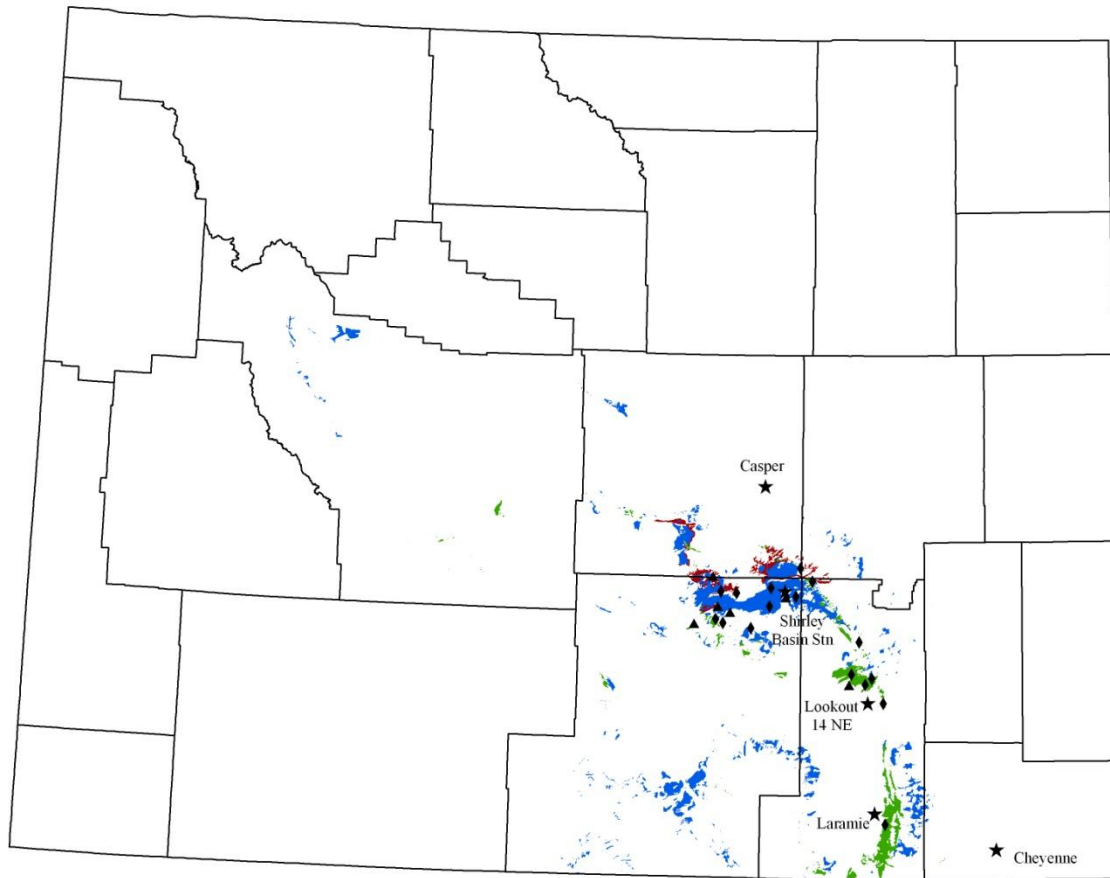 Casper
Shirley
Basin Stn
Lookout
14 NE
Laramie
Cheyenne